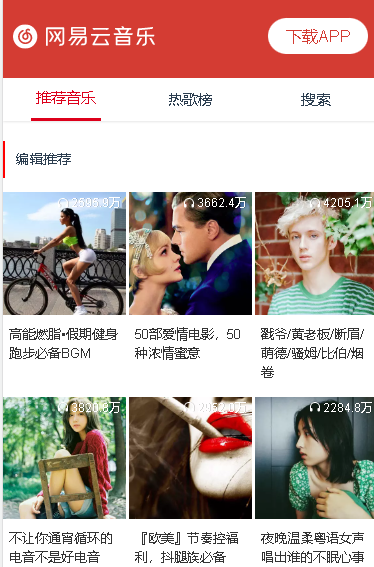 网易云音乐
下载APP
推荐音乐
热歌榜
搜索
编辑推荐
2696.9万
3662.4万
4205.1万
高能燃脂•假期健身
跑步必备BGM
50部爱情电影，50
种浓情蜜意
戳爷/黄老板/断眉/
萌德/骚姆/比伯/烟
卷
3820.8万
2284.8万
不让你通宵循环的
电音不是好电音
『欧美』节奏控福
利，抖腿族必备
夜晚温柔粤语女声
唱出谁的不眠心事